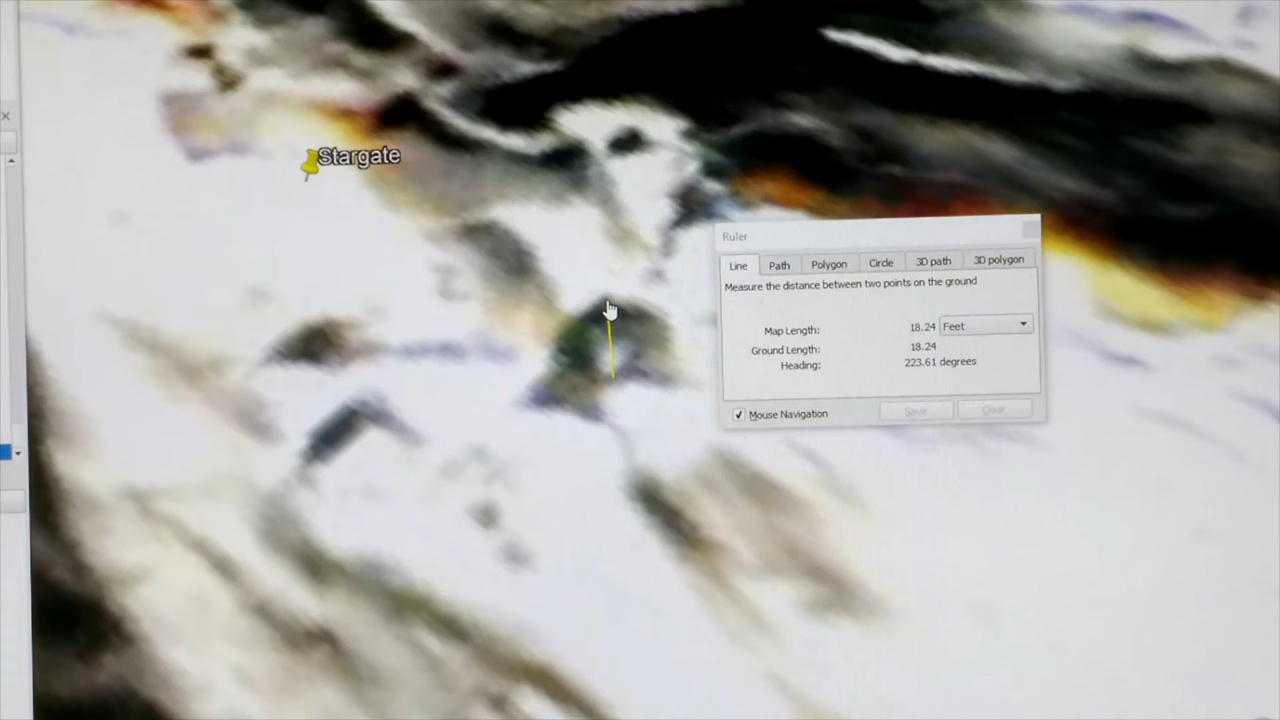 Stargate
Ruler
Line Path Polygon Circle 3D path 3D polygon
Measure the distance between two points on the ground
Map Length: 18.24 Feet
Ground Length: 18.24
Heading: 223.61 degrees
Mouse Navigation Save Clear